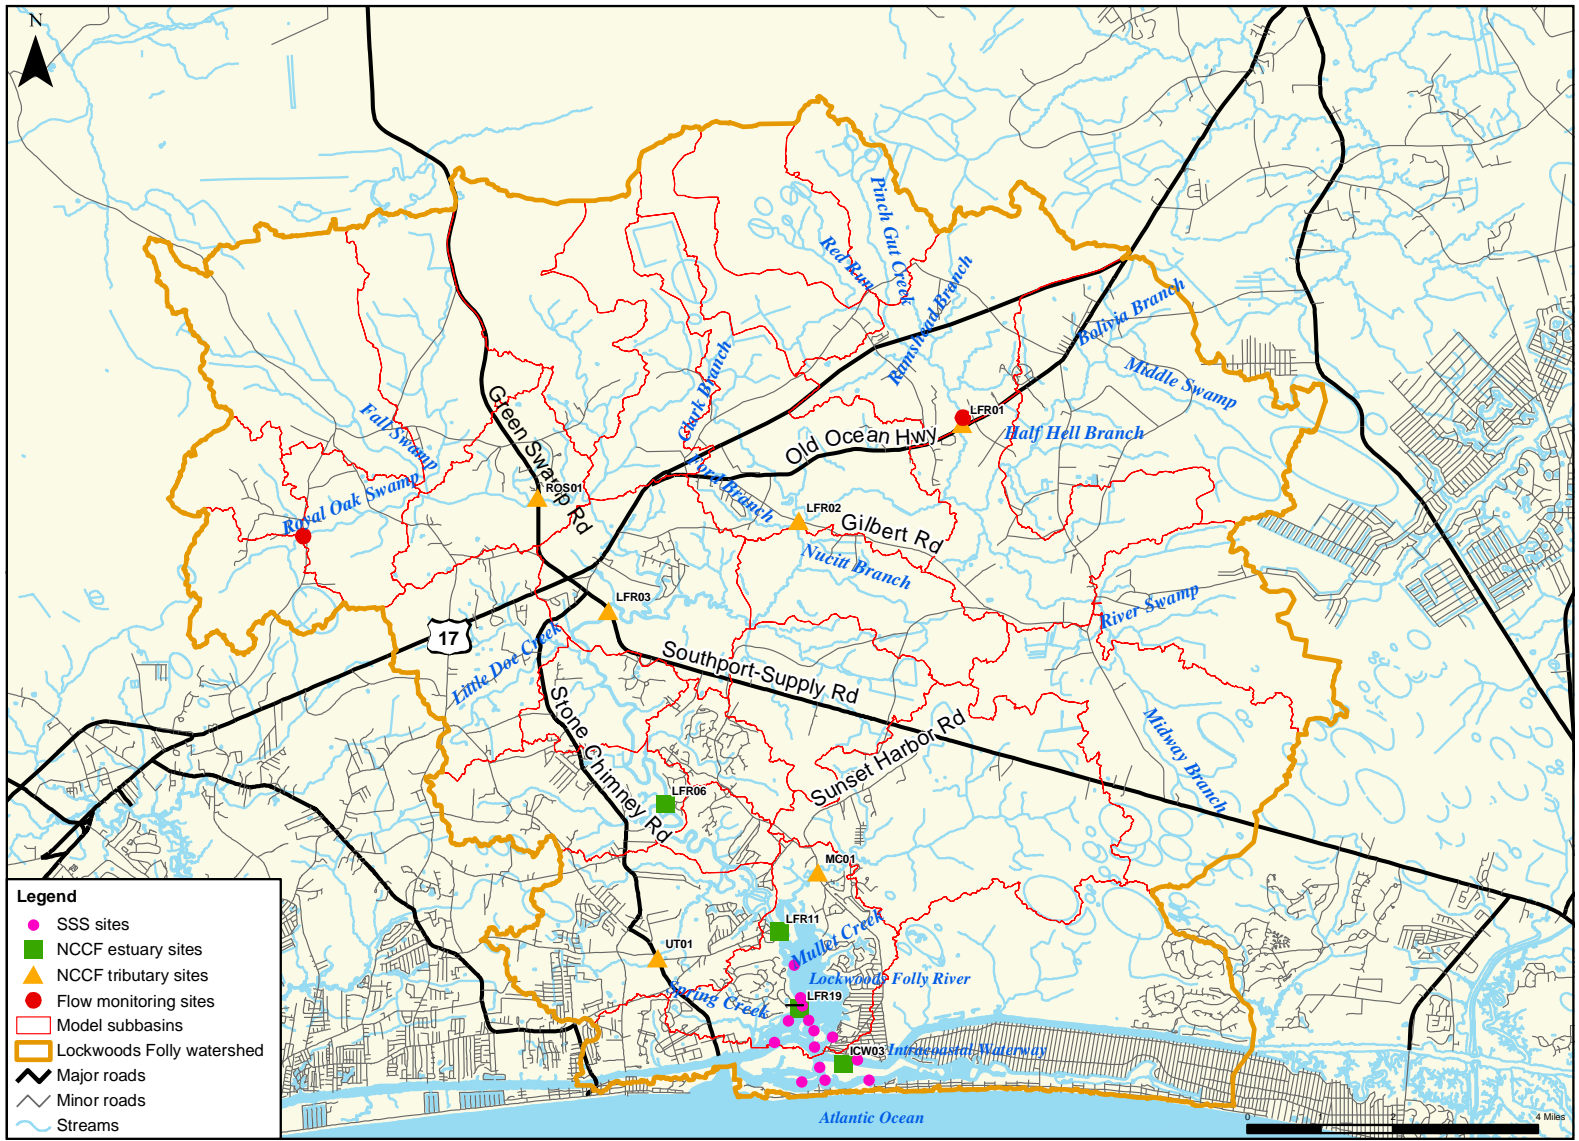 N
Pinch Gut Creek
Red Run
Ramshead Branch
Bolivia Branch
Middle Swamp
Clark Branch
Green Swamp Rd
Fall Swamp
LFR01
Old Ocean Hwy
Half Hell Branch
Royal Oak Swamp
ROS01
Ford Branch
LFR02
Gilbert Rd
Nucitt Branch
LFR03
River Swamp
17
Little Doe Creek
Southport-Supply Rd
Stone Chimney Rd
Sunset Harbor Rd
Midway Branch
LFR06
MC01
LFR11
Mullet Creek
UT01
Lockwoods Folly River
Spring Creek
LFR19
ICW03
Intracoastal Waterway
Atlantic Ocean
Legend
SSS sites
NCCF estuary sites
NCCF tributary sites
Flow monitoring sites
Model subbasins
Lockwoods Folly watershed
Major roads
Minor roads
Streams
0 1 2 4 Miles